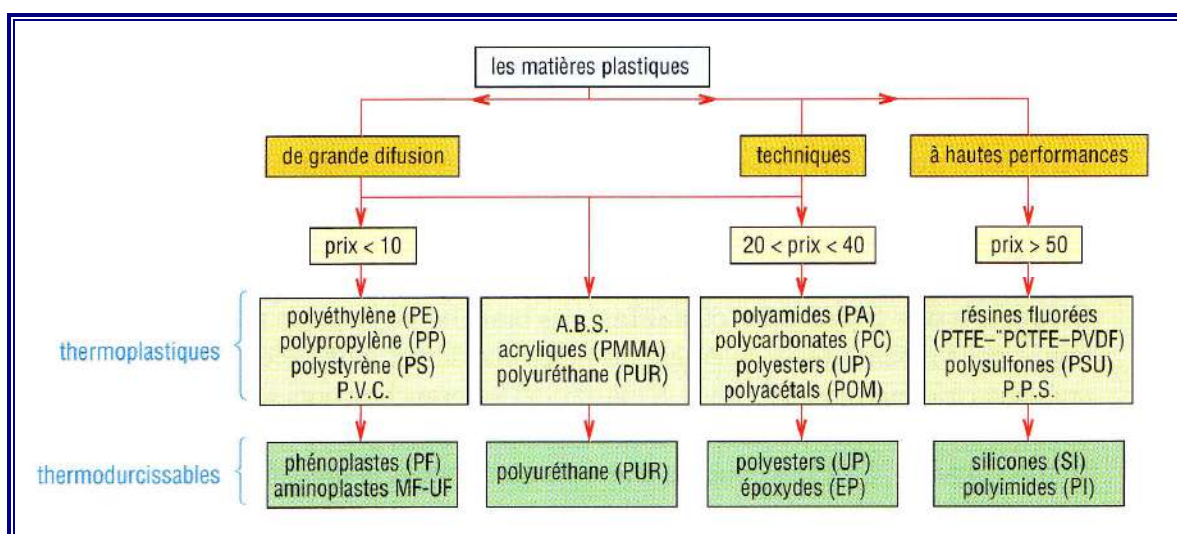 les matières plastiques
de grande difusion
techniques
à hautes performances
prix < 10
20 < prix < 40
prix > 50
thermoplastiques
polyéthylène (PE)
polypropylène (PP)
polystyrène (PS)
P.V.C.
A.B.S.
acryliques (PMMA)
polyuréthane (PUR)
polyamides (PA)
polycarbonates (PC)
polyesters (UP)
polyacétals (POM)
résines fluorées
(PTFE–"PCTFE–PVDF)
polysulfones (PSU)
P.P.S.
thermodurcissables
phénoplastes (PF)
aminoplastes MF-UF
polyuréthane (PUR)
polyesters (UP)
époxydes (EP)
silicones (SI)
polyimides (PI)